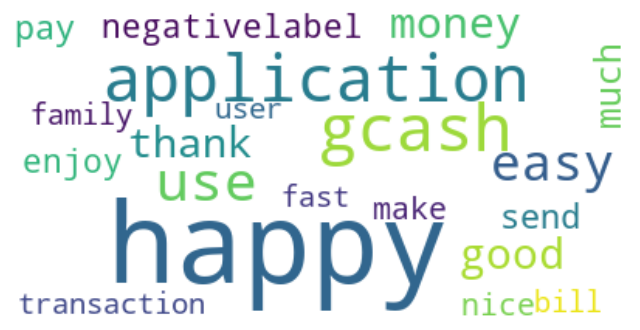 pay
negativelabel
money
application
much
family
user
gcash
thank
easy
enjoy
use
fast
make
happy
send
good
transaction
nice
bill